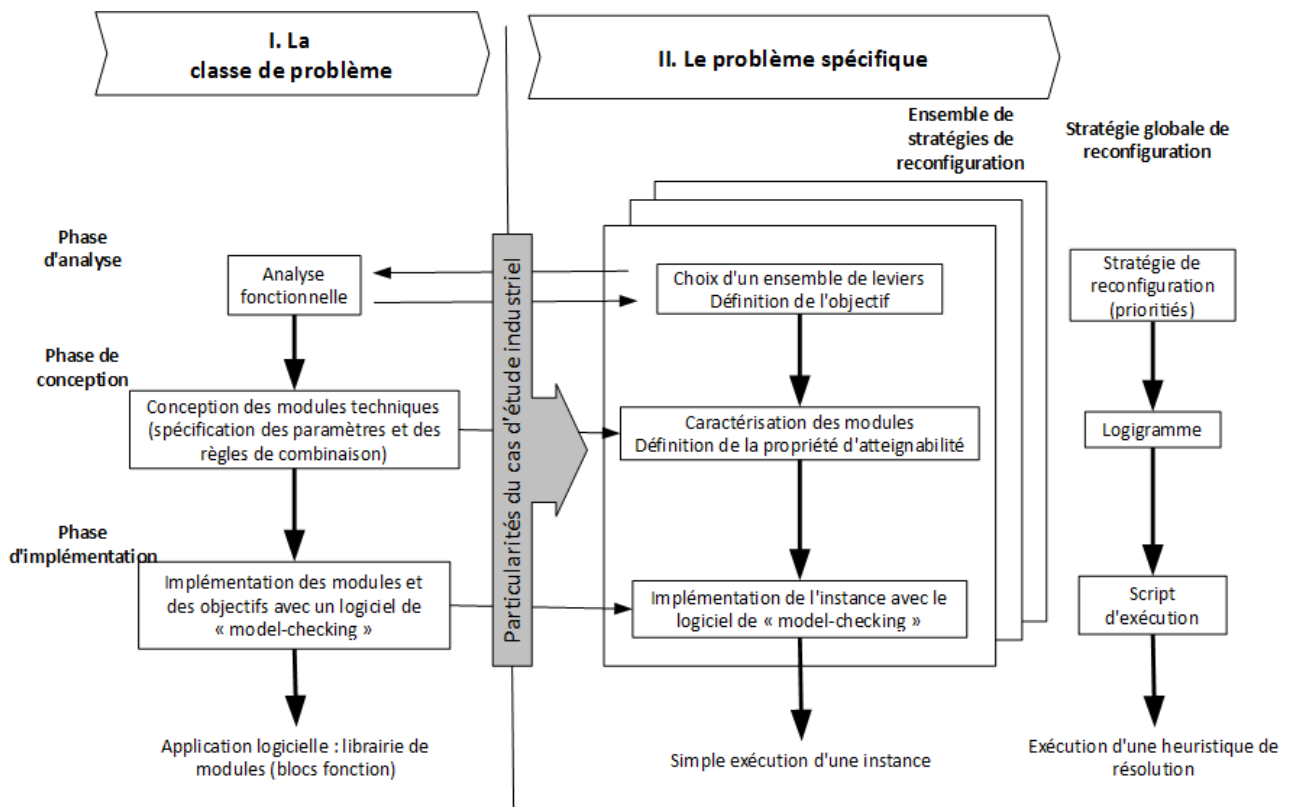 I. La
classe de problème
II. Le problème spécifique
Ensemble de
stratégies de
reconfiguration
Stratégie globale de
reconfiguration
Phase
d'analyse
Analyse
fonctionnelle
Particularités du cas d'étude industriel
Choix d'un ensemble de leviers
Définition de l'objectif
Stratégie de
reconfiguration
(priorités)
Phase de
conception
Conception des modules techniques
(spécification des paramètres et des
règles de combinaison)
Caractérisation des modules
Définition de la propriété d'atteignabilité
Logigramme
Phase
d'implémentation
Implémentation des modules et
des objectifs avec un logiciel de
« model-checking »
Implémentation de l'instance avec le
logiciel de « model-checking »
Script
d'exécution
Application logicielle : librairie de
modules (blocs fonction)
Simple exécution d'une instance
Exécution d'une heuristique de
résolution